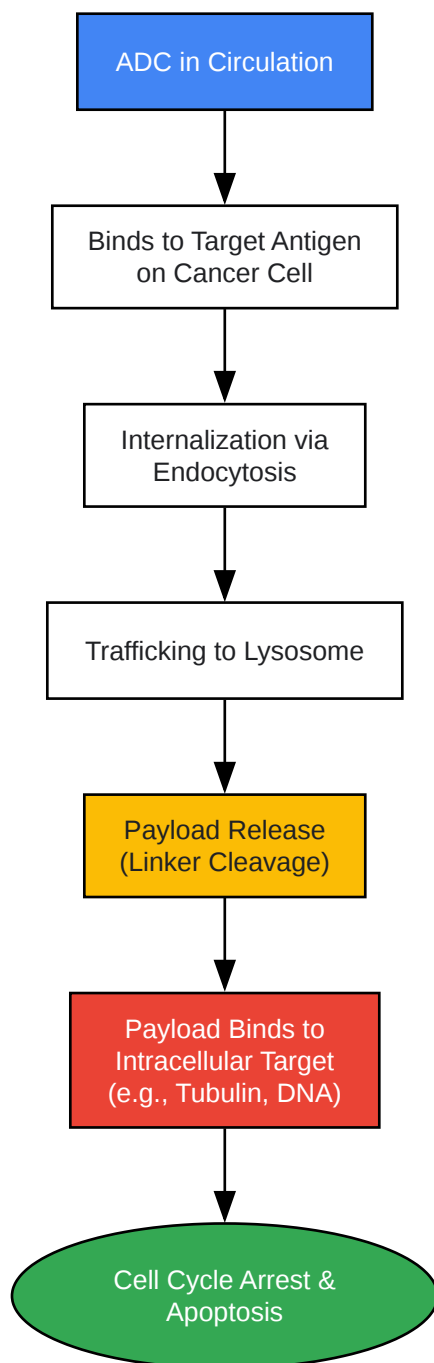 ADC in Circulation
Binds to Target Antigen
on Cancer Cell
Internalization via
Endocytosis
Trafficking to Lysosome
Payload Release
(Linker Cleavage)
Payload Binds to
Intracellular Target
(e.g., Tubulin, DNA)
Cell Cycle Arrest &
Apoptosis